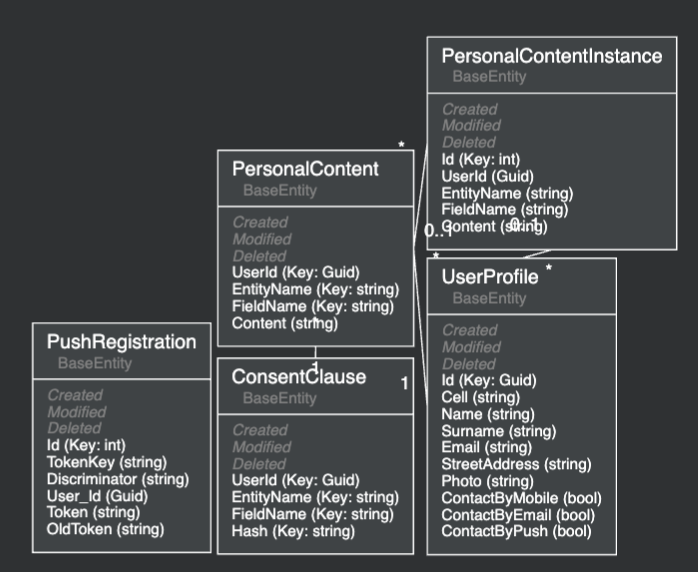 PersonalContentInstance
BaseEntity
Created
Modified
Deleted
Id (Key: int)
UserId (Guid)
EntityName (string)
FieldName (string)
Content (string)
*
0..1
0..1
PersonalContent
BaseEntity
Created
Modified
Deleted
UserId (Key: Guid)
EntityName (Key: string)
FieldName (Key: string)
Content (string)
*
*
*
UserProfile
BaseEntity
Created
Modified
Deleted
Id (Key: Guid)
Cell (string)
Name (string)
Surname (string)
Email (string)
StreetAddress (string)
Photo (string)
ContactByMobile (bool)
ContactByEmail (bool)
ContactByPush (bool)
PushRegistration
BaseEntity
Created
Modified
Deleted
Id (Key: int)
TokenKey (string)
Discriminator (string)
User_Id (Guid)
Token (string)
OldToken (string)
1
1
ConsentClause
BaseEntity
Created
Modified
Deleted
UserId (Key: Guid)
EntityName (Key: string)
FieldName (Key: string)
Hash (Key: string)